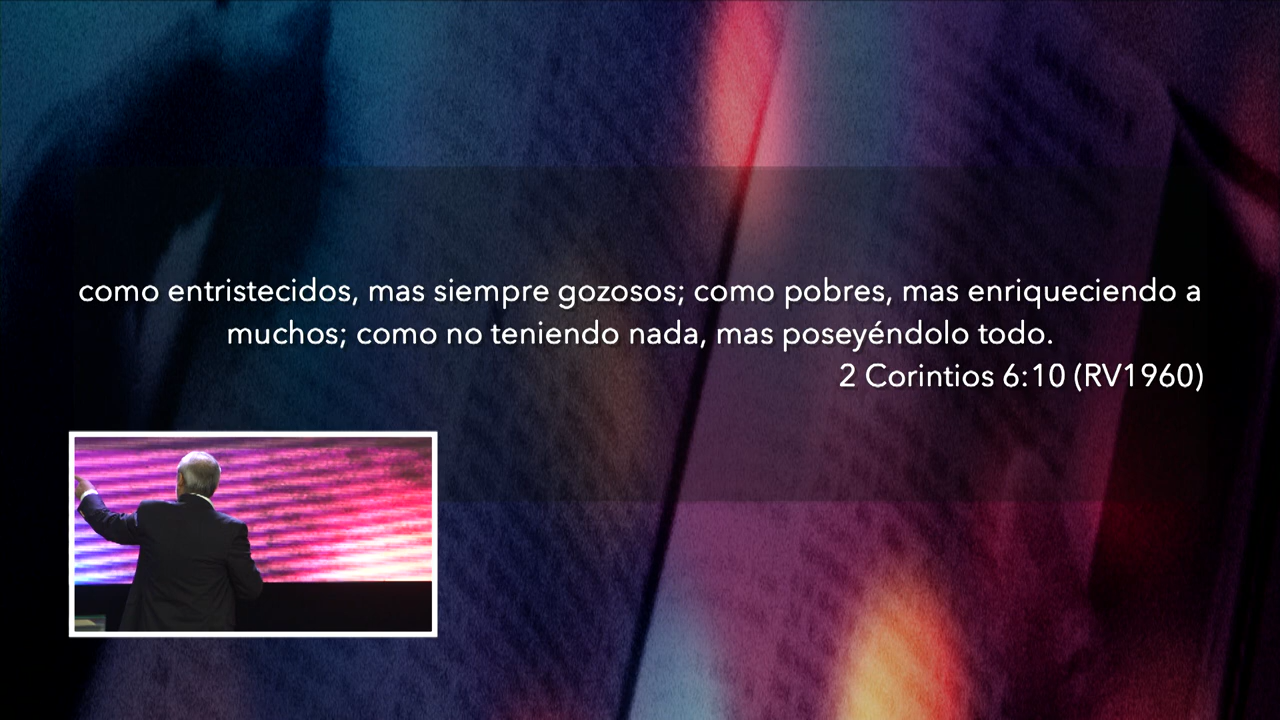 como entristecidos, mas siempre gozosos; como pobres, mas enriqueciendo a
muchos; como no teniendo nada, mas poseyéndolo todo.
2 Corintios 6:10 (RV1960)